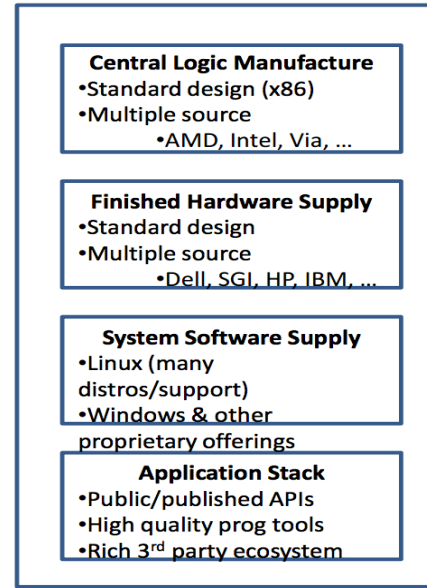 Central Logic Manufacture
•Standard design (x86)
•Multiple source
•AMD, Intel, Via, ...
Finished Hardware Supply
•Standard design
•Multiple source
•Dell, SGI, HP, IBM, ...
System Software Supply
•Linux (many
distros/support)
•Windows & other
proprietary offerings
Application Stack
•Public/published APIs
•High quality prog tools
•Rich 3rd party ecosystem